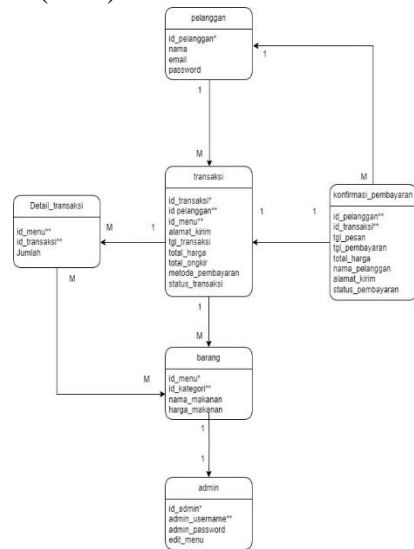 pelanggan
id_pelanggan*
nama
email
password
1
1
1
M
M
transaksi
id_transaksi*
id pelanggan**
id_menu**
alamat_kirim
tgl_transaksi
total_harga
total_ongkir
metode_pembayaran
status_transaksi
Detail_transaksi
id_menu**
id_transaksi**
Jumlah
M
1
1
1
konfirmasi_pembayaran
id_pelanggan**
id_transaksi**
tgl_pesan
tgl_pembayaran
total_harga
nama_pelanggan
alamat_kirim
status_pembayaran
M
M
1
M
barang
id_menu*
id_kategori**
nama_makanan
harga_makanan
1
1
admin
id_admin*
admin_username**
admin_password
edit_menu